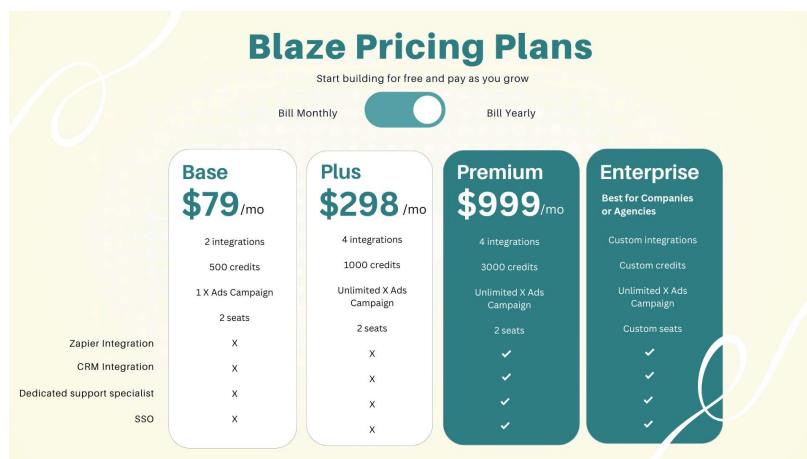 Blaze Pricing Plans
Start building for free and pay as you grow
Bill Monthly
Bill Yearly
Base
$79/mo
2 integrations
500 credits
1 X Ads Campaign
2 seats
X
X
X
X
Plus
$298 /mo
4 integrations
1000 credits
Unlimited X Ads
Campaign
2 seats
X
X
X
X
Premium
$999/mo
4 integrations
3000 credits
Unlimited X Ads
Campaign
2 seats
✓
✓
✓
✓
Enterprise
Best for Companies
or Agencies
Custom integrations
Custom credits
Unlimited X Ads
Campaign
Custom seats
✓
✓
✓
✓
Zapier Integration
CRM Integration
Dedicated support specialist
SSO